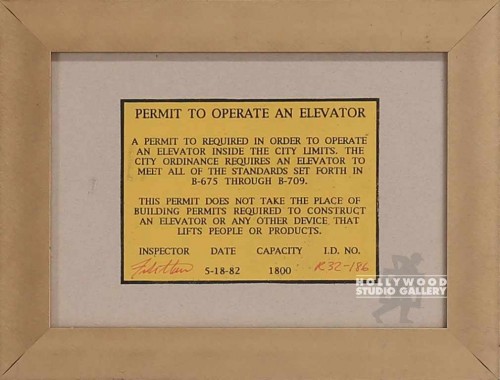 PERMIT TO OPERATE AN ELEVATOR
A PERMIT TO REQUIRED IN ORDER TO OPERATE
AN ELEVATOR INSIDE THE CITY LIMITS. THE
CITY ORDINANCE REQUIRES AN ELEVATOR TO
MEET ALL OF THE STANDARDS SET FORTH IN
B-675 THROUGH B-709.
THIS PERMIT DOES NOT TAKE THE PLACE OF
BUILDING PERMITS REQUIRED TO CONSTRUCT
AN ELEVATOR OR ANY OTHER DEVICE THAT
LIFTS PEOPLE OR PRODUCTS.
INSPECTOR DATE CAPACITY I.D. NO.
5-18-82 1800 R32-186
HOLLYWOOD
STUDIO GALLERY